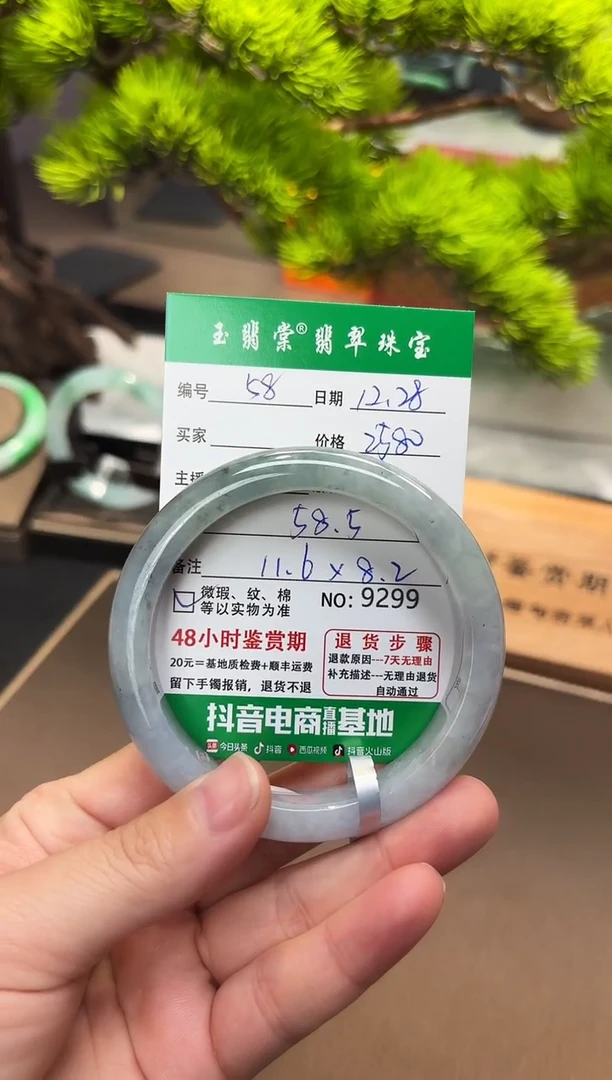 玉翡棠®翡翠珠宝
编号 58 日期 12.28
买家 价格 2580
主播
58.5
备注 11.6 x 8.2
微瑕、纹、棉
等以实物为准
NO: 9299
48小时鉴赏期
20元=基地质检费+顺丰运费
留下手镯报销，退货不退
退货步骤
退款原因---7天无理由
补充描述---无理由退货
自动通过
抖音电商直播基地
头条 今日头条 抖音 西瓜视频 抖音火山版
鉴赏期